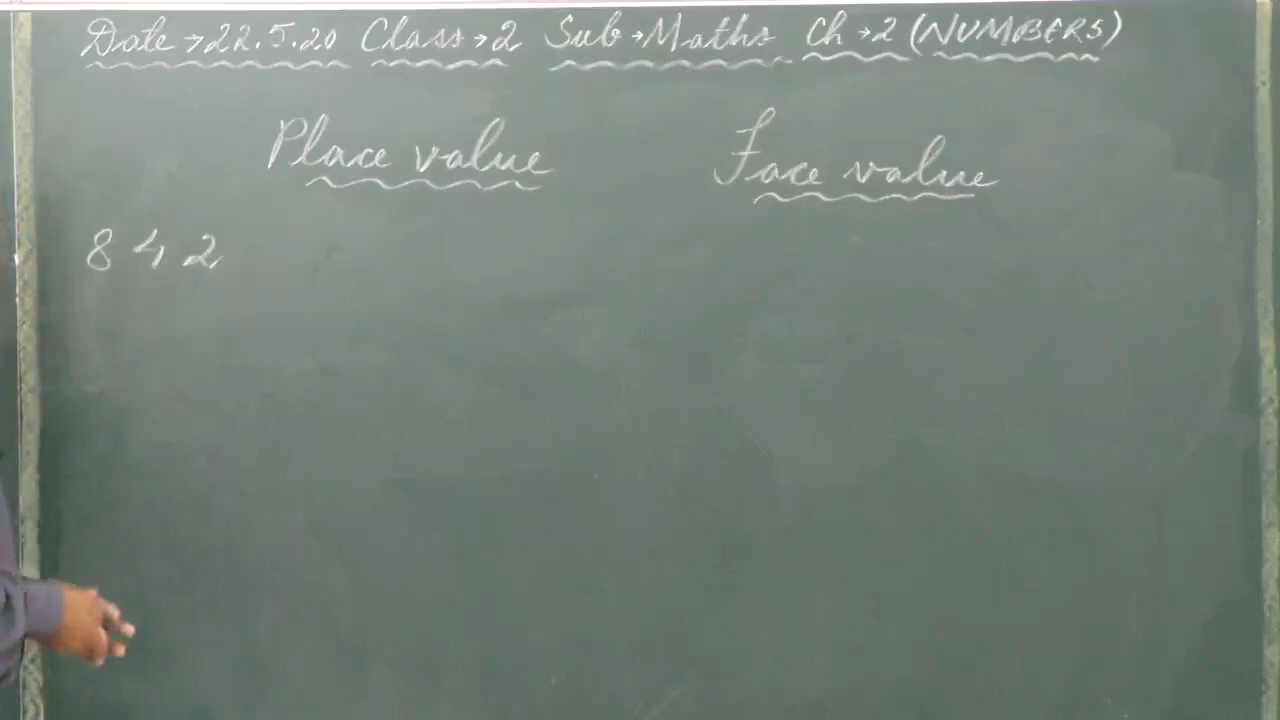 Date → 22.5.20 Class → 2 Sub → Maths Ch → 2 (NUMBERS)
Place value Face value
8 4 2